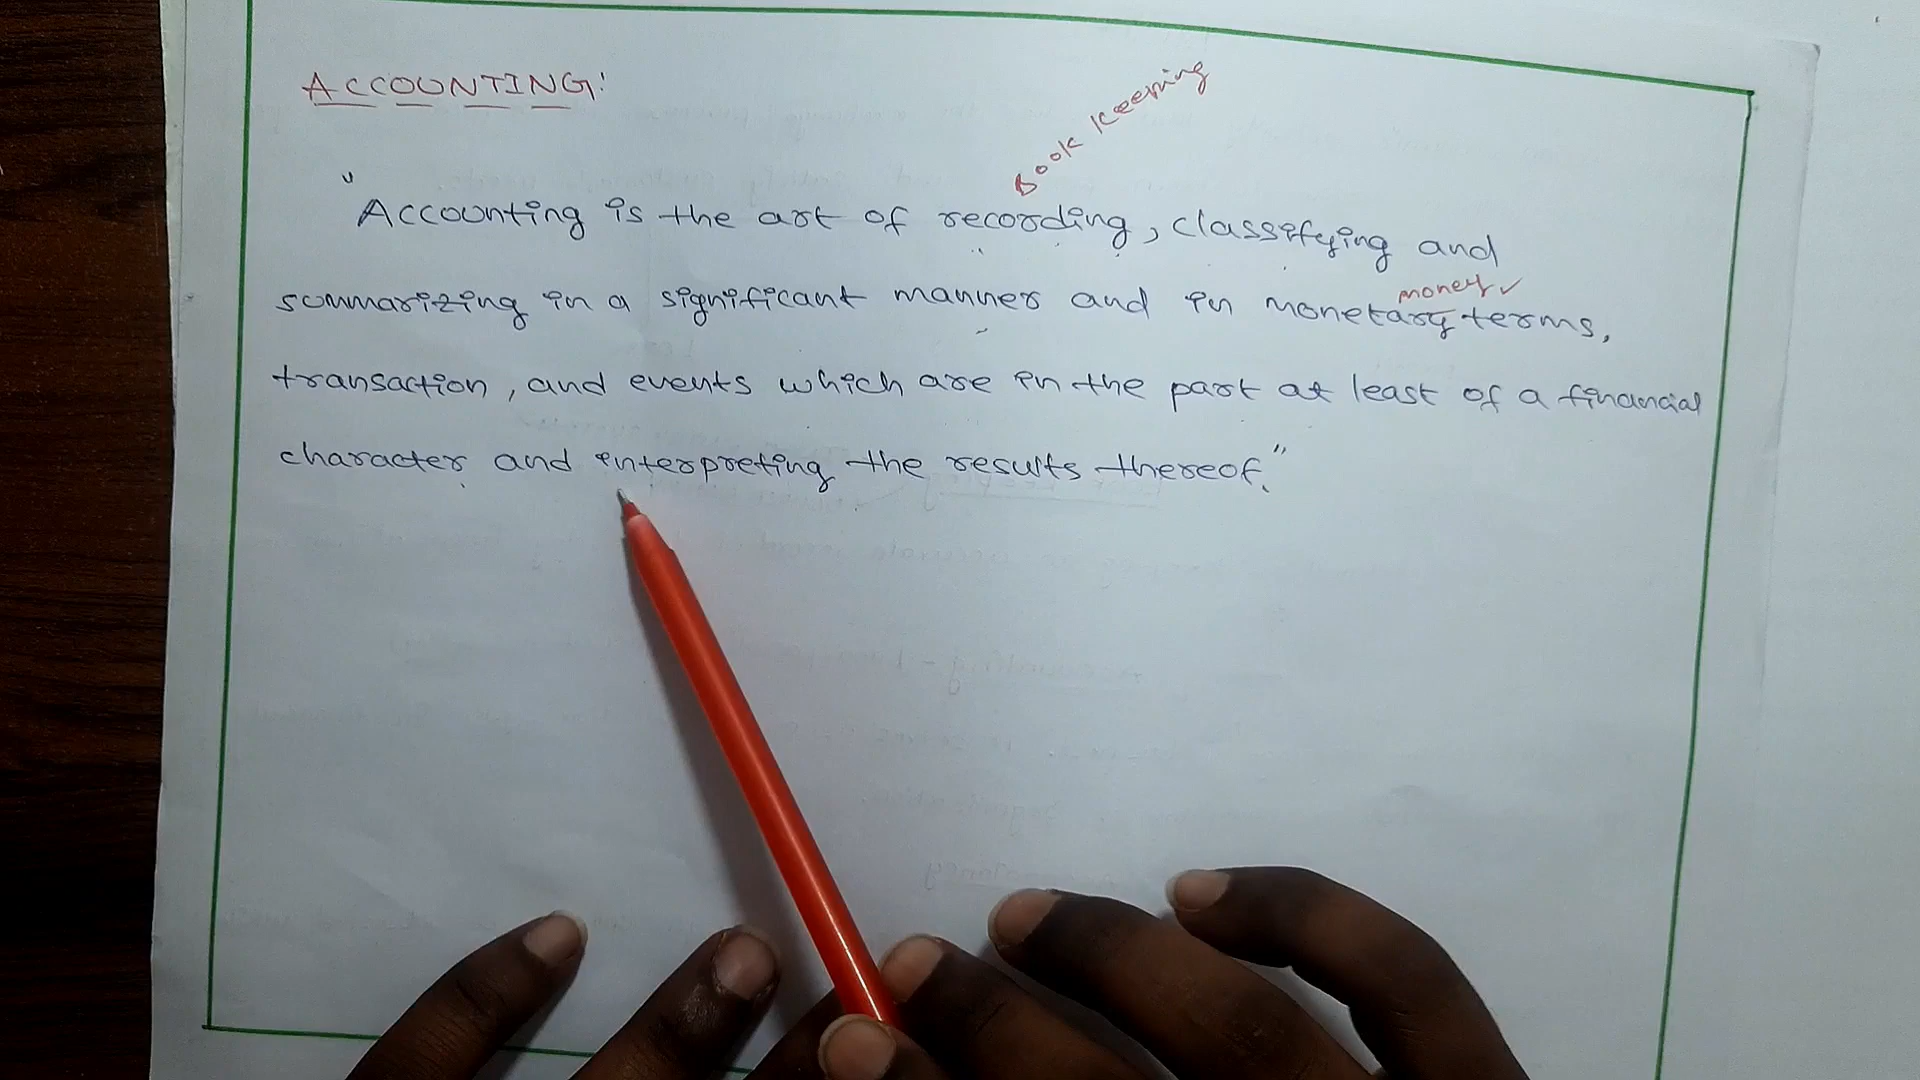 ACCOUNTING:
Book Keeping
"Accounting is the art of recording, classifying and
money ✓
summarizing in a significant manner and in monetary terms,
transaction, and events which are in the part at least of a financial
character and interpreting the results thereof."